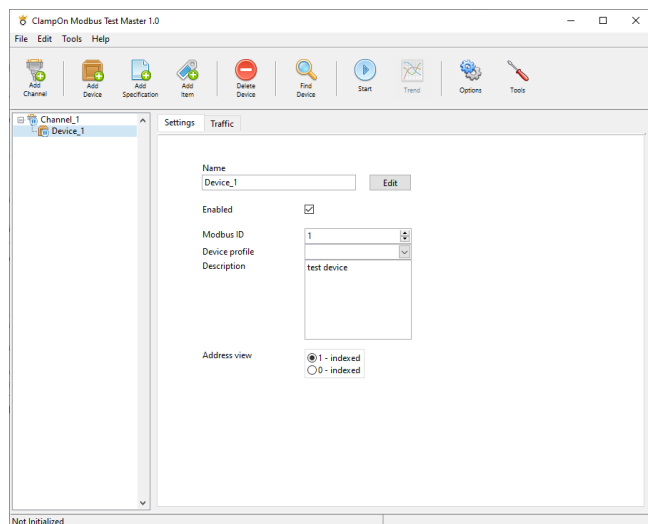 ClampOn Modbus Test Master 1.0
File Edit Tools Help
Add Channel
Add Device
Add Specification
Add Item
Delete Device
Find Device
Start
Trend
Options
Tools
Channel_1
Device_1
Settings Traffic
Name
Device_1 Edit
Enabled
Modbus ID 1
Device profile
Description test device
Address view 1 - indexed
0 - indexed
Not Initialized